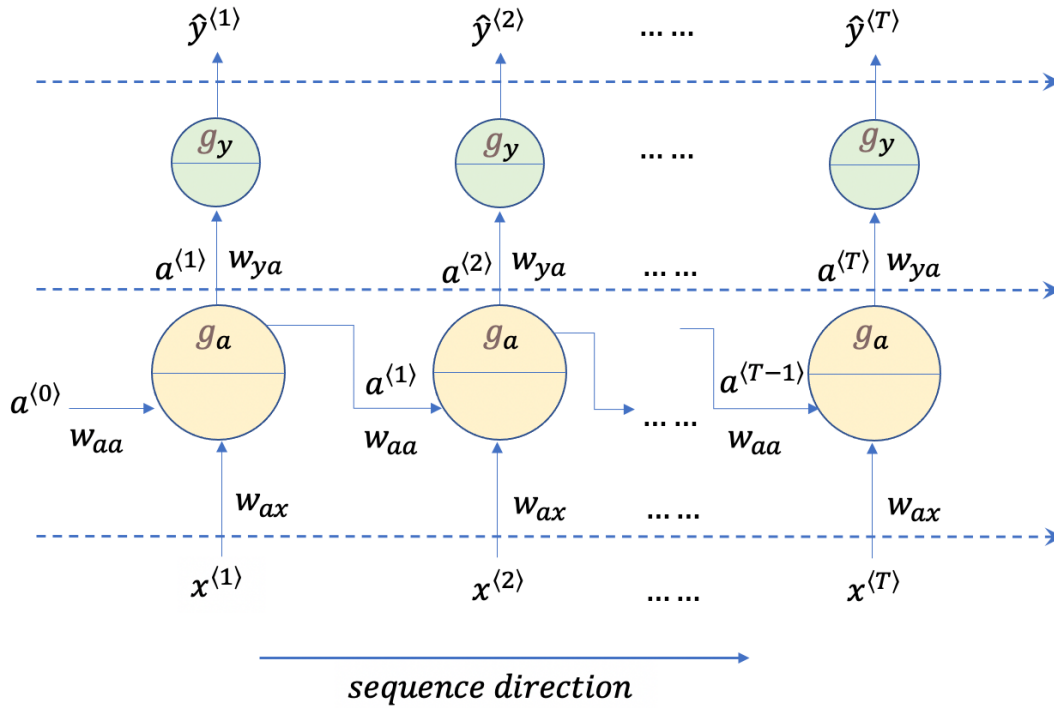 ŷ⟨1⟩ ŷ⟨2⟩ … … ŷ⟨T⟩
g_y g_y … … g_y
a⟨1⟩ w_ya a⟨2⟩ w_ya … … a⟨T⟩ w_ya
g_a g_a g_a
a⟨0⟩ a⟨1⟩ a⟨T−1⟩
w_aa w_aa … … w_aa
w_ax w_ax … … w_ax
x⟨1⟩ x⟨2⟩ … … x⟨T⟩
sequence direction